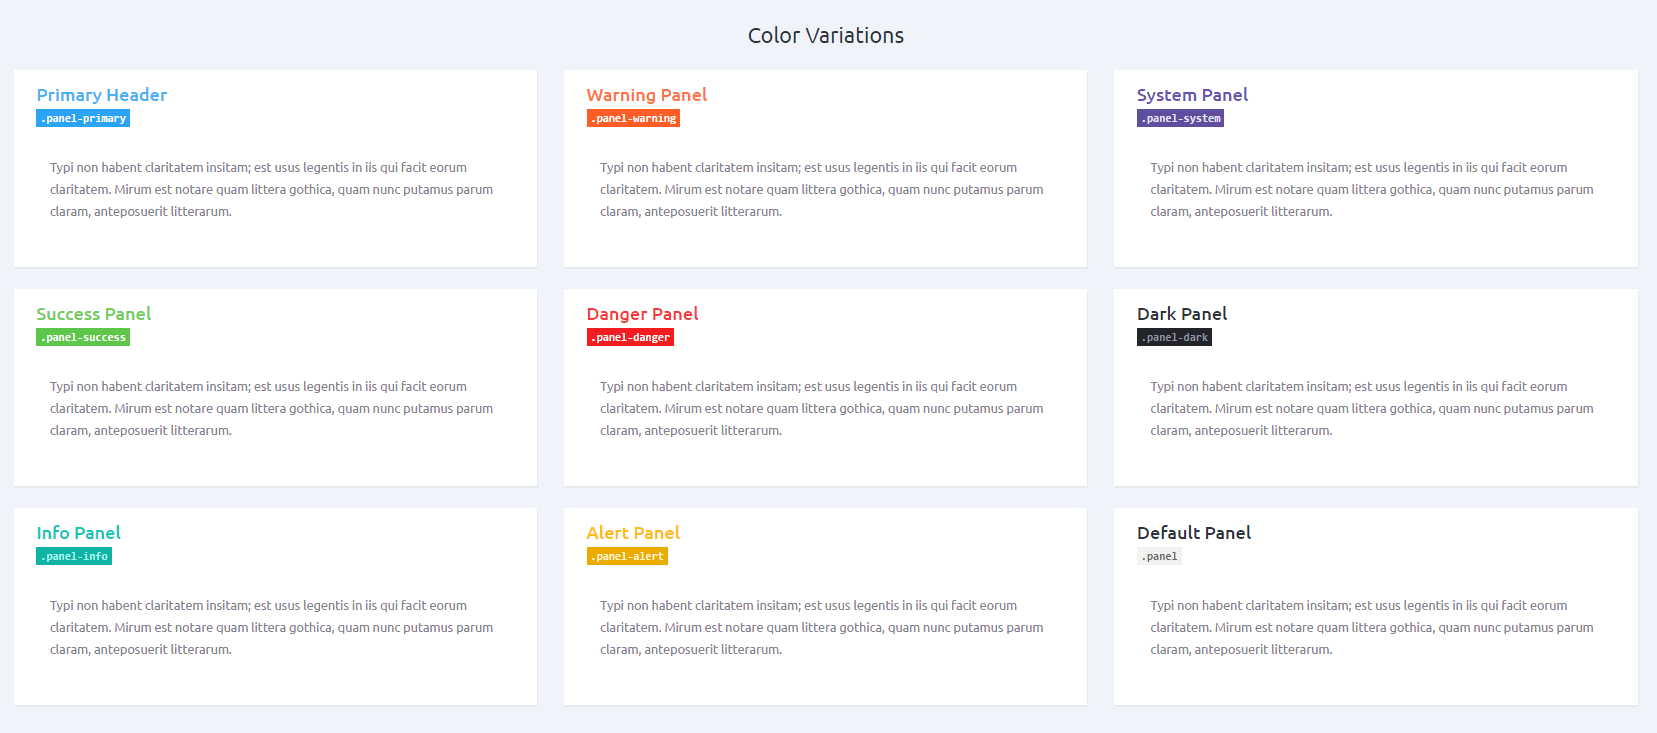 Color Variations
Primary Header
.panel-primary
Typi non habent claritatem insitam; est usus legentis in iis qui facit eorum
claritatem. Mirum est notare quam littera gothica, quam nunc putamus parum
claram, anteposuerit litterarum.
Warning Panel
.panel-warning
Typi non habent claritatem insitam; est usus legentis in iis qui facit eorum
claritatem. Mirum est notare quam littera gothica, quam nunc putamus parum
claram, anteposuerit litterarum.
System Panel
.panel-system
Typi non habent claritatem insitam; est usus legentis in iis qui facit eorum
claritatem. Mirum est notare quam littera gothica, quam nunc putamus parum
claram, anteposuerit litterarum.
Success Panel
.panel-success
Typi non habent claritatem insitam; est usus legentis in iis qui facit eorum
claritatem. Mirum est notare quam littera gothica, quam nunc putamus parum
claram, anteposuerit litterarum.
Danger Panel
.panel-danger
Typi non habent claritatem insitam; est usus legentis in iis qui facit eorum
claritatem. Mirum est notare quam littera gothica, quam nunc putamus parum
claram, anteposuerit litterarum.
Dark Panel
.panel-dark
Typi non habent claritatem insitam; est usus legentis in iis qui facit eorum
claritatem. Mirum est notare quam littera gothica, quam nunc putamus parum
claram, anteposuerit litterarum.
Info Panel
.panel-info
Typi non habent claritatem insitam; est usus legentis in iis qui facit eorum
claritatem. Mirum est notare quam littera gothica, quam nunc putamus parum
claram, anteposuerit litterarum.
Alert Panel
.panel-alert
Typi non habent claritatem insitam; est usus legentis in iis qui facit eorum
claritatem. Mirum est notare quam littera gothica, quam nunc putamus parum
claram, anteposuerit litterarum.
Default Panel
.panel
Typi non habent claritatem insitam; est usus legentis in iis qui facit eorum
claritatem. Mirum est notare quam littera gothica, quam nunc putamus parum
claram, anteposuerit litterarum.